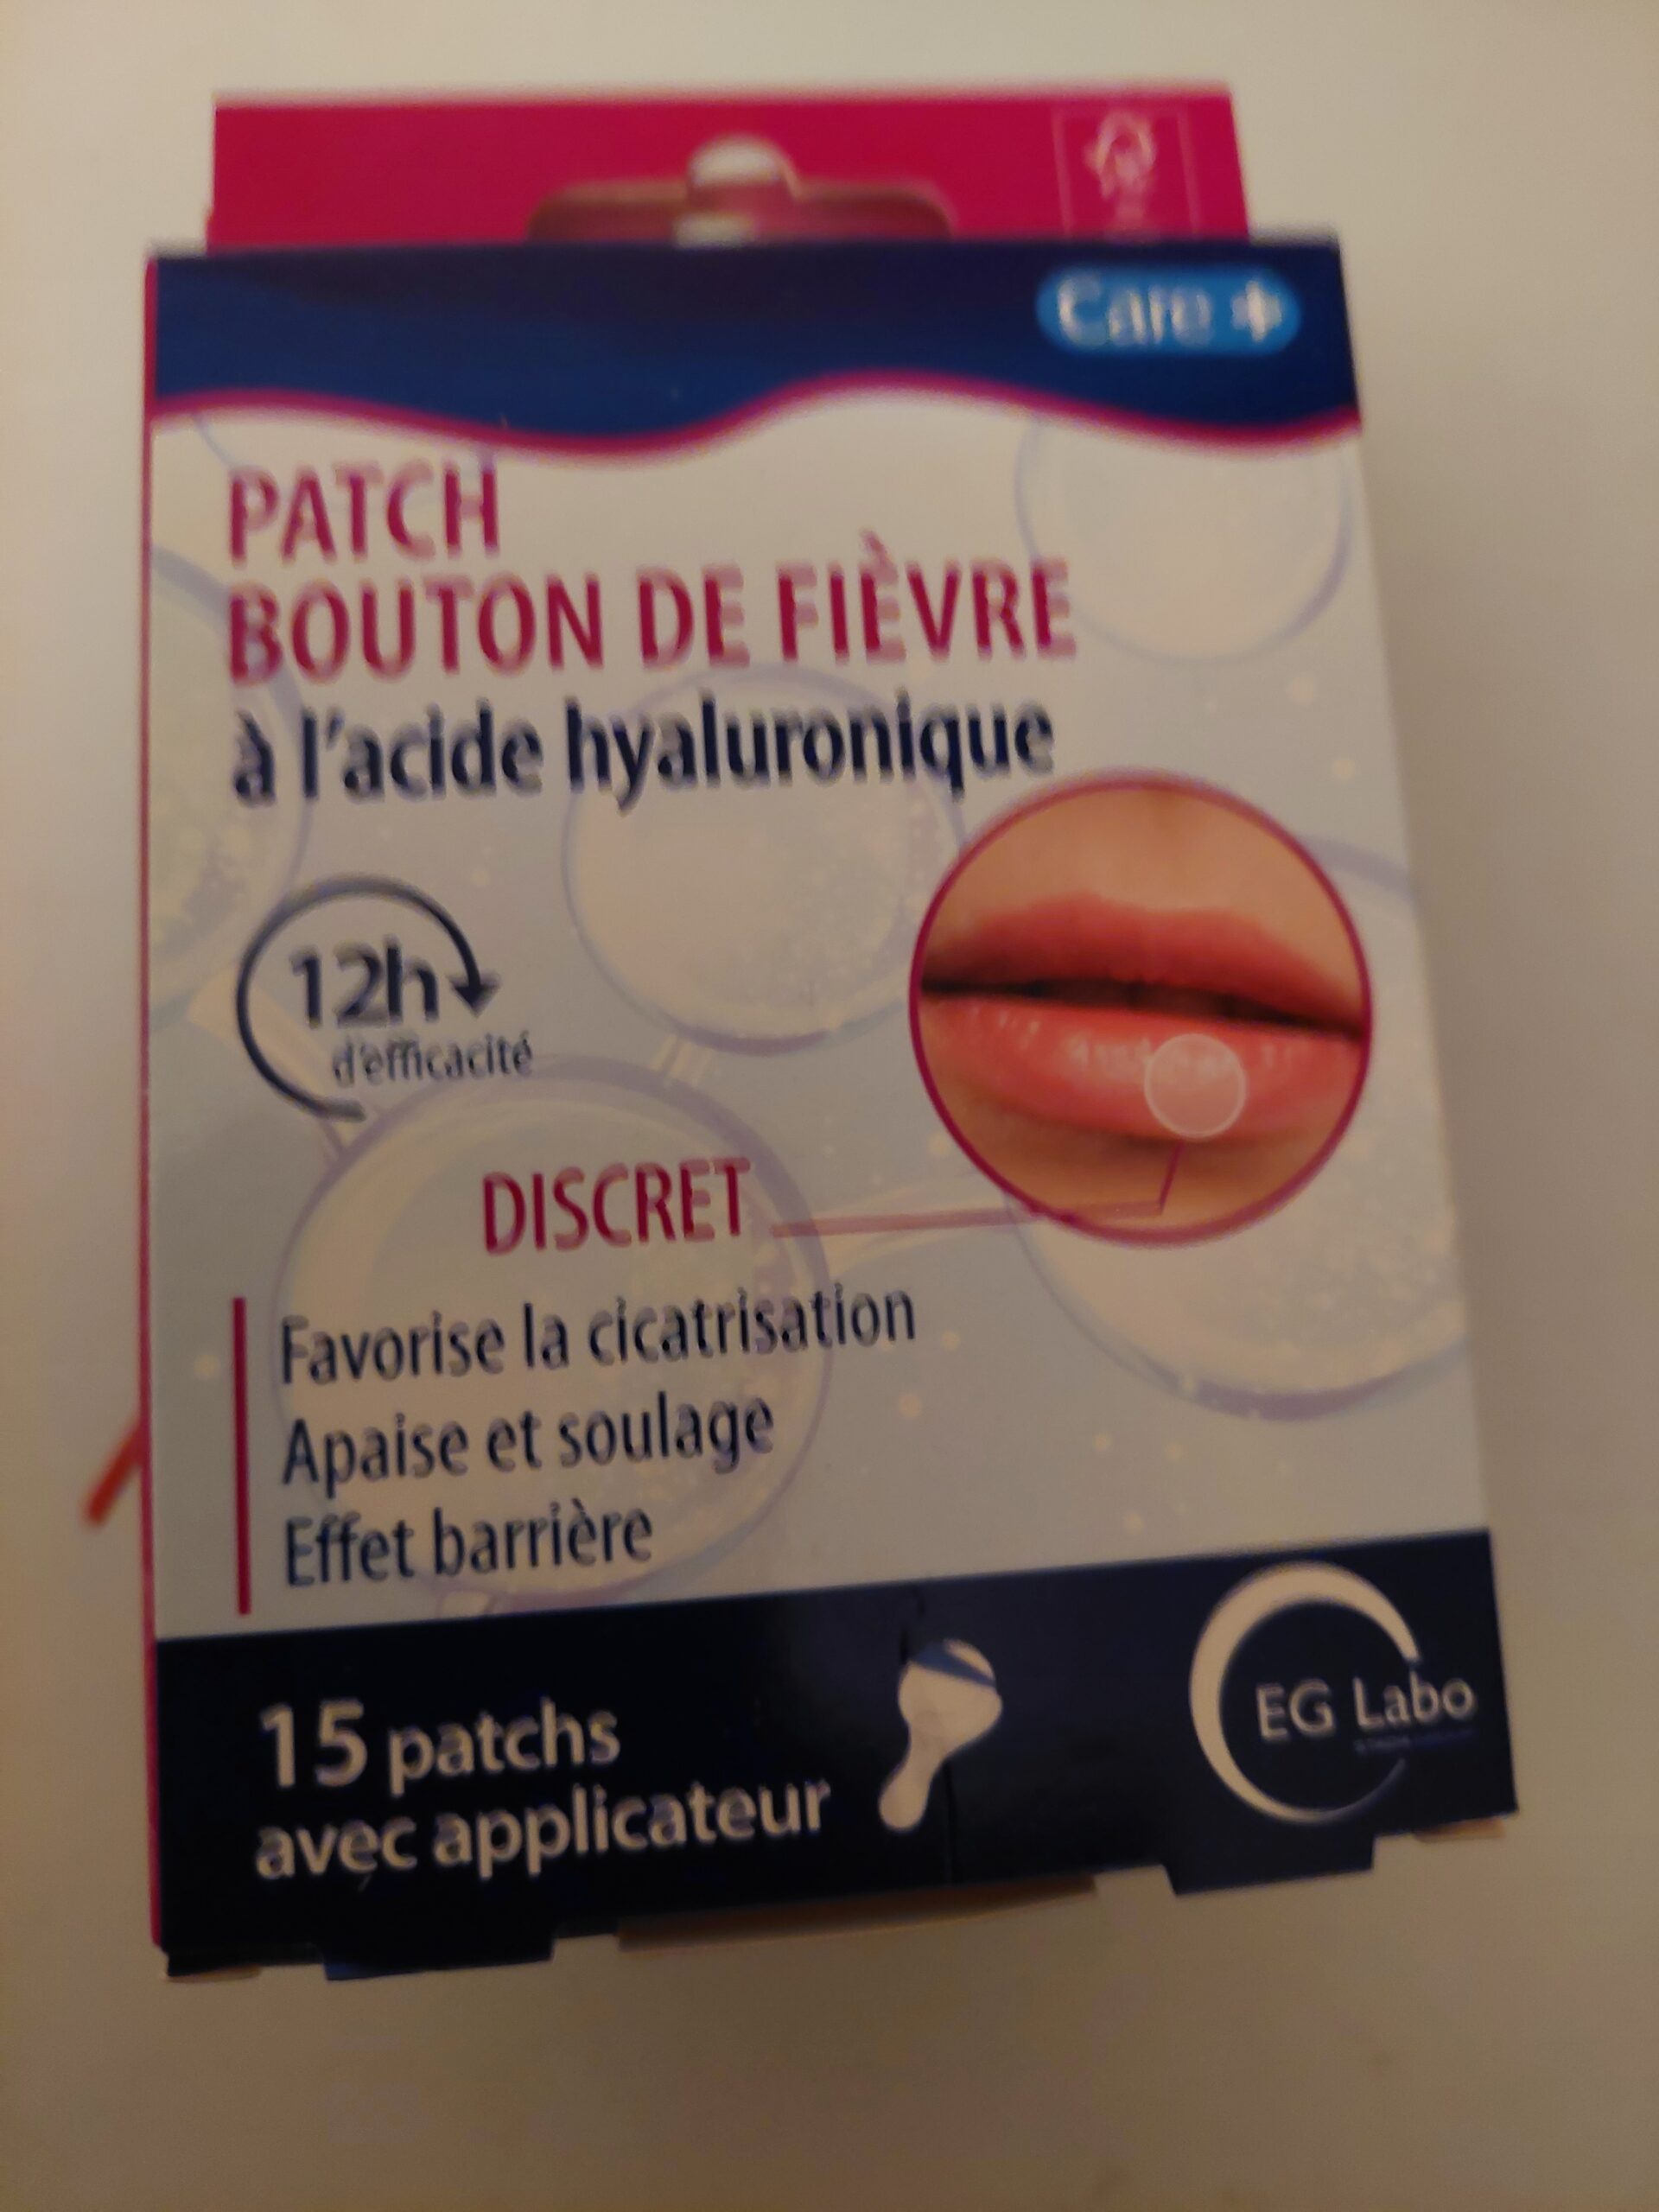 Care +
PATCH
BOUTON DE FIÈVRE
à l'acide hyaluronique
12h
d'efficacité
DISCRET
Favorise la cicatrisation
Apaise et soulage
Effet barrière
15 patchs
avec applicateur
EG Labo